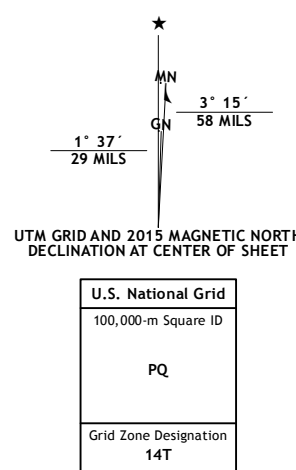 ★
MN
3° 15´
58 MILS
GN
1° 37´
29 MILS
UTM GRID AND 2015 MAGNETIC NORTH
DECLINATION AT CENTER OF SHEET
U.S. National Grid
100,000-m Square ID
PQ
Grid Zone Designation
14T